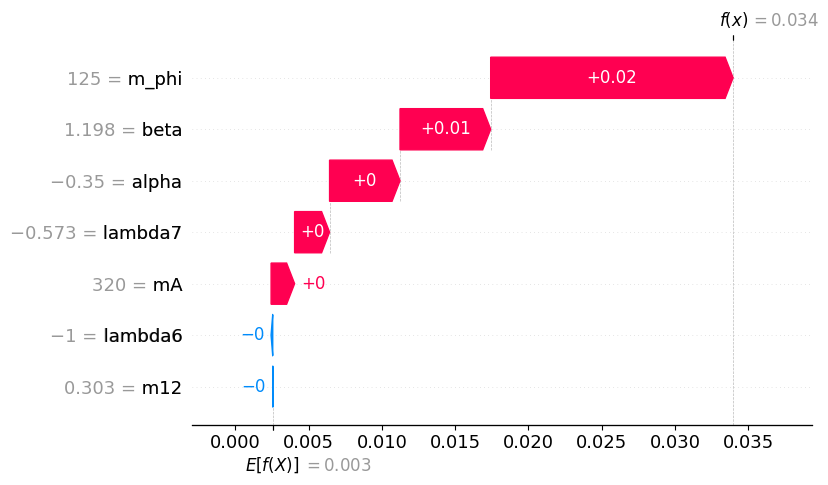 f(x) = 0.034
125 = m_phi
+0.02
1.198 = beta
+0.01
−0.35 = alpha
+0
−0.573 = lambda7
+0
320 = mA
+0
−1 = lambda6
−0
0.303 = m12
−0
0.000 0.005 0.010 0.015 0.020 0.025 0.030 0.035
E[f(X)] = 0.003